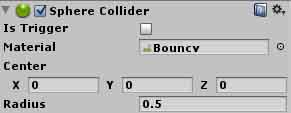 Sphere Collider
Is Trigger
Material Bouncy
Center
X 0 Y 0 Z 0
Radius 0.5